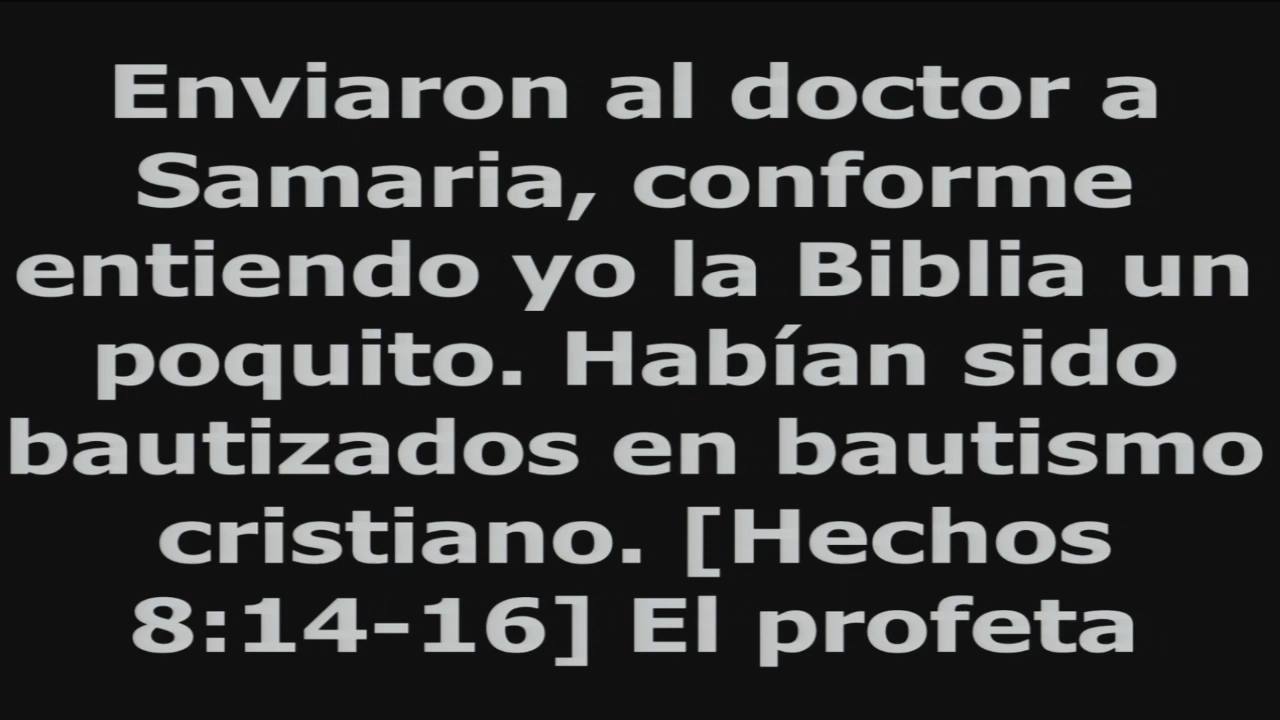 Enviaron al doctor a
Samaria, conforme
entiendo yo la Biblia un
poquito. Habían sido
bautizados en bautismo
cristiano. [Hechos
8:14-16] El profeta